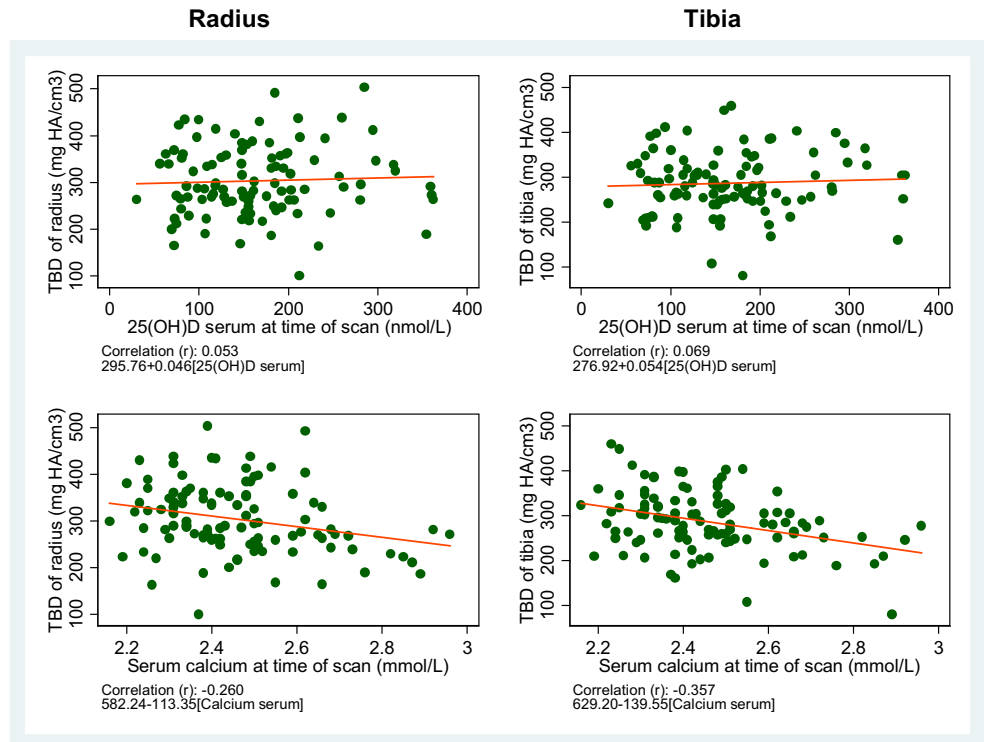 Radius
Tibia
TBD of radius (mg HA/cm3)
500
400
300
200
100
0
100
200
300
400
25(OH)D serum at time of scan (nmol/L)
Correlation (r): 0.053
295.76+0.046[25(OH)D serum]
TBD of tibia (mg HA/cm3)
500
400
300
200
100
0
100
200
300
400
25(OH)D serum at time of scan (nmol/L)
Correlation (r): 0.069
276.92+0.054[25(OH)D serum]
TBD of radius (mg HA/cm3)
500
400
300
200
100
2.2
2.4
2.6
2.8
3
Serum calcium at time of scan (mmol/L)
Correlation (r): -0.260
582.24-113.35[Calcium serum]
TBD of tibia (mg HA/cm3)
500
400
300
200
100
2.2
2.4
2.6
2.8
3
Serum calcium at time of scan (mmol/L)
Correlation (r): -0.357
629.20-139.55[Calcium serum]